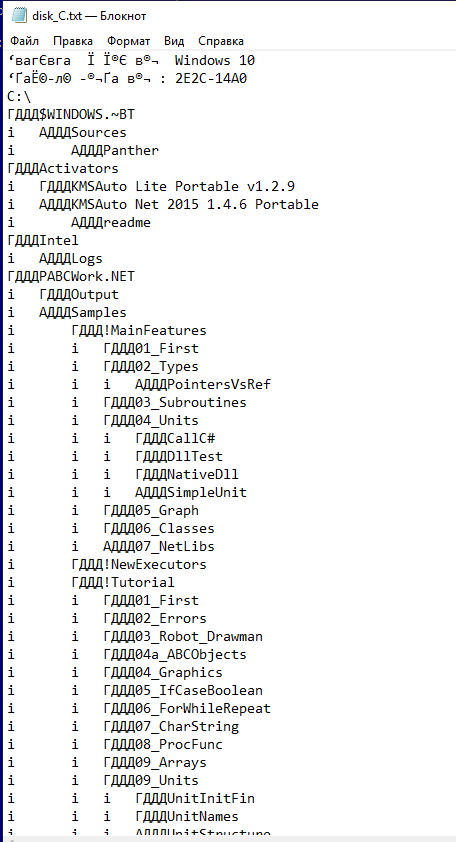 disk_C.txt — Блокнот
Файл Правка Формат Вид Справка
‘вагЄвга Ї Ї®Є в®¬ Windows 10
‘ҐаЁ©-л© -®¬Ґа в®¬ : 2E2C-14A0
C:\
ГДДД$WINDOWS.~BT
і АДДДSources
і АДДДPanther
ГДДДActivators
і ГДДДKMSAuto Lite Portable v1.2.9
і АДДДKMSAuto Net 2015 1.4.6 Portable
і АДДДreadme
ГДДДIntel
і АДДДLogs
ГДДДPABCWork.NET
і ГДДДOutput
і АДДДSamples
і ГДДД!MainFeatures
і і ГДДД01_First
і і ГДДД02_Types
і і і АДДДPointersVsRef
і і ГДДД03_Subroutines
і і ГДДД04_Units
і і і ГДДДCallC#
і і і ГДДДDllTest
і і і ГДДДNativeDll
і і і АДДДSimpleUnit
і і ГДДД05_Graph
і і ГДДД06_Classes
і і АДДД07_NetLibs
і ГДДД!NewExecutors
і ГДДД!Tutorial
і і ГДДД01_First
і і ГДДД02_Errors
і і ГДДД03_Robot_Drawman
і і ГДДД04a_ABCObjects
і і ГДДД04_Graphics
і і ГДДД05_IfCaseBoolean
і і ГДДД06_ForWhileRepeat
і і ГДДД07_CharString
і і ГДДД08_ProcFunc
і і ГДДД09_Arrays
і і ГДДД09_Units
і і і ГДДДUnitInitFin
і і і ГДДДUnitNames
і і і АДДДUnitStructure